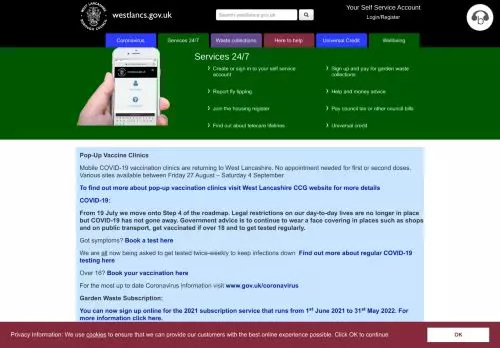 WEST LANCASHIRE
BOROUGH COUNCIL
westlancs.gov.uk
Search westlancs.gov.uk
Your Self Service Account
Login/Register
Coronavirus
Services 24/7
Waste collections
Here to help
Universal Credit
Wellbeing
Services 24/7
Create or sign in to your self service account
Report fly tipping
Join the housing register
Find out about telecare lifelines
Sign up and pay for garden waste collections
Help and money advice
Pay council tax or other council bills
Universal credit
Pop-Up Vaccine Clinics
Mobile COVID-19 vaccination clinics are returning to West Lancashire. No appointment needed for first or second doses.
Various sites available between Friday 27 August – Saturday 4 September
To find out more about pop-up vaccination clinics visit West Lancashire CCG website for more details
COVID-19:
From 19 July we move onto Step 4 of the roadmap. Legal restrictions on our day-to-day lives are no longer in place
but COVID-19 has not gone away. Government advice is to continue to wear a face covering in places such as shops
and on public transport, get vaccinated if over 18 and to get tested regularly.
Got symptoms? Book a test here
We are all now being asked to get tested twice-weekly to keep infections down  Find out more about regular COVID-19
testing here
Over 16? Book your vaccination here
For the most up to date Coronavirus information visit www.gov.uk/coronavirus
Garden Waste Subscription:
You can now sign up online for the 2021 subscription service that runs from 1st June 2021 to 31st May 2022. For
more information click here.
Privacy Information: We use cookies to ensure that we can provide our customers with the best online experience possible. Click OK to continue
OK